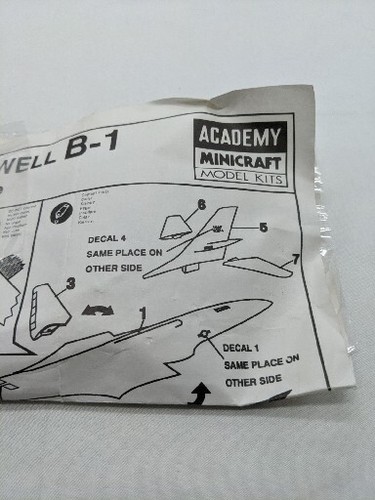 WELL B-1
ACADEMY
MINICRAFT
MODEL KITS
6
5
7
DECAL 4
SAME PLACE ON
OTHER SIDE
3
1
DECAL 1
SAME PLACE ON
OTHER SIDE